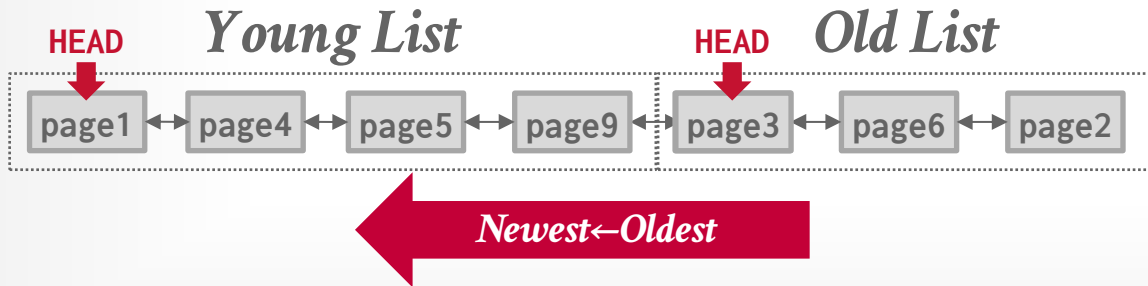 Young List
Old List
HEAD
HEAD
page1
page4
page5
page9
page3
page6
page2
Newest←Oldest